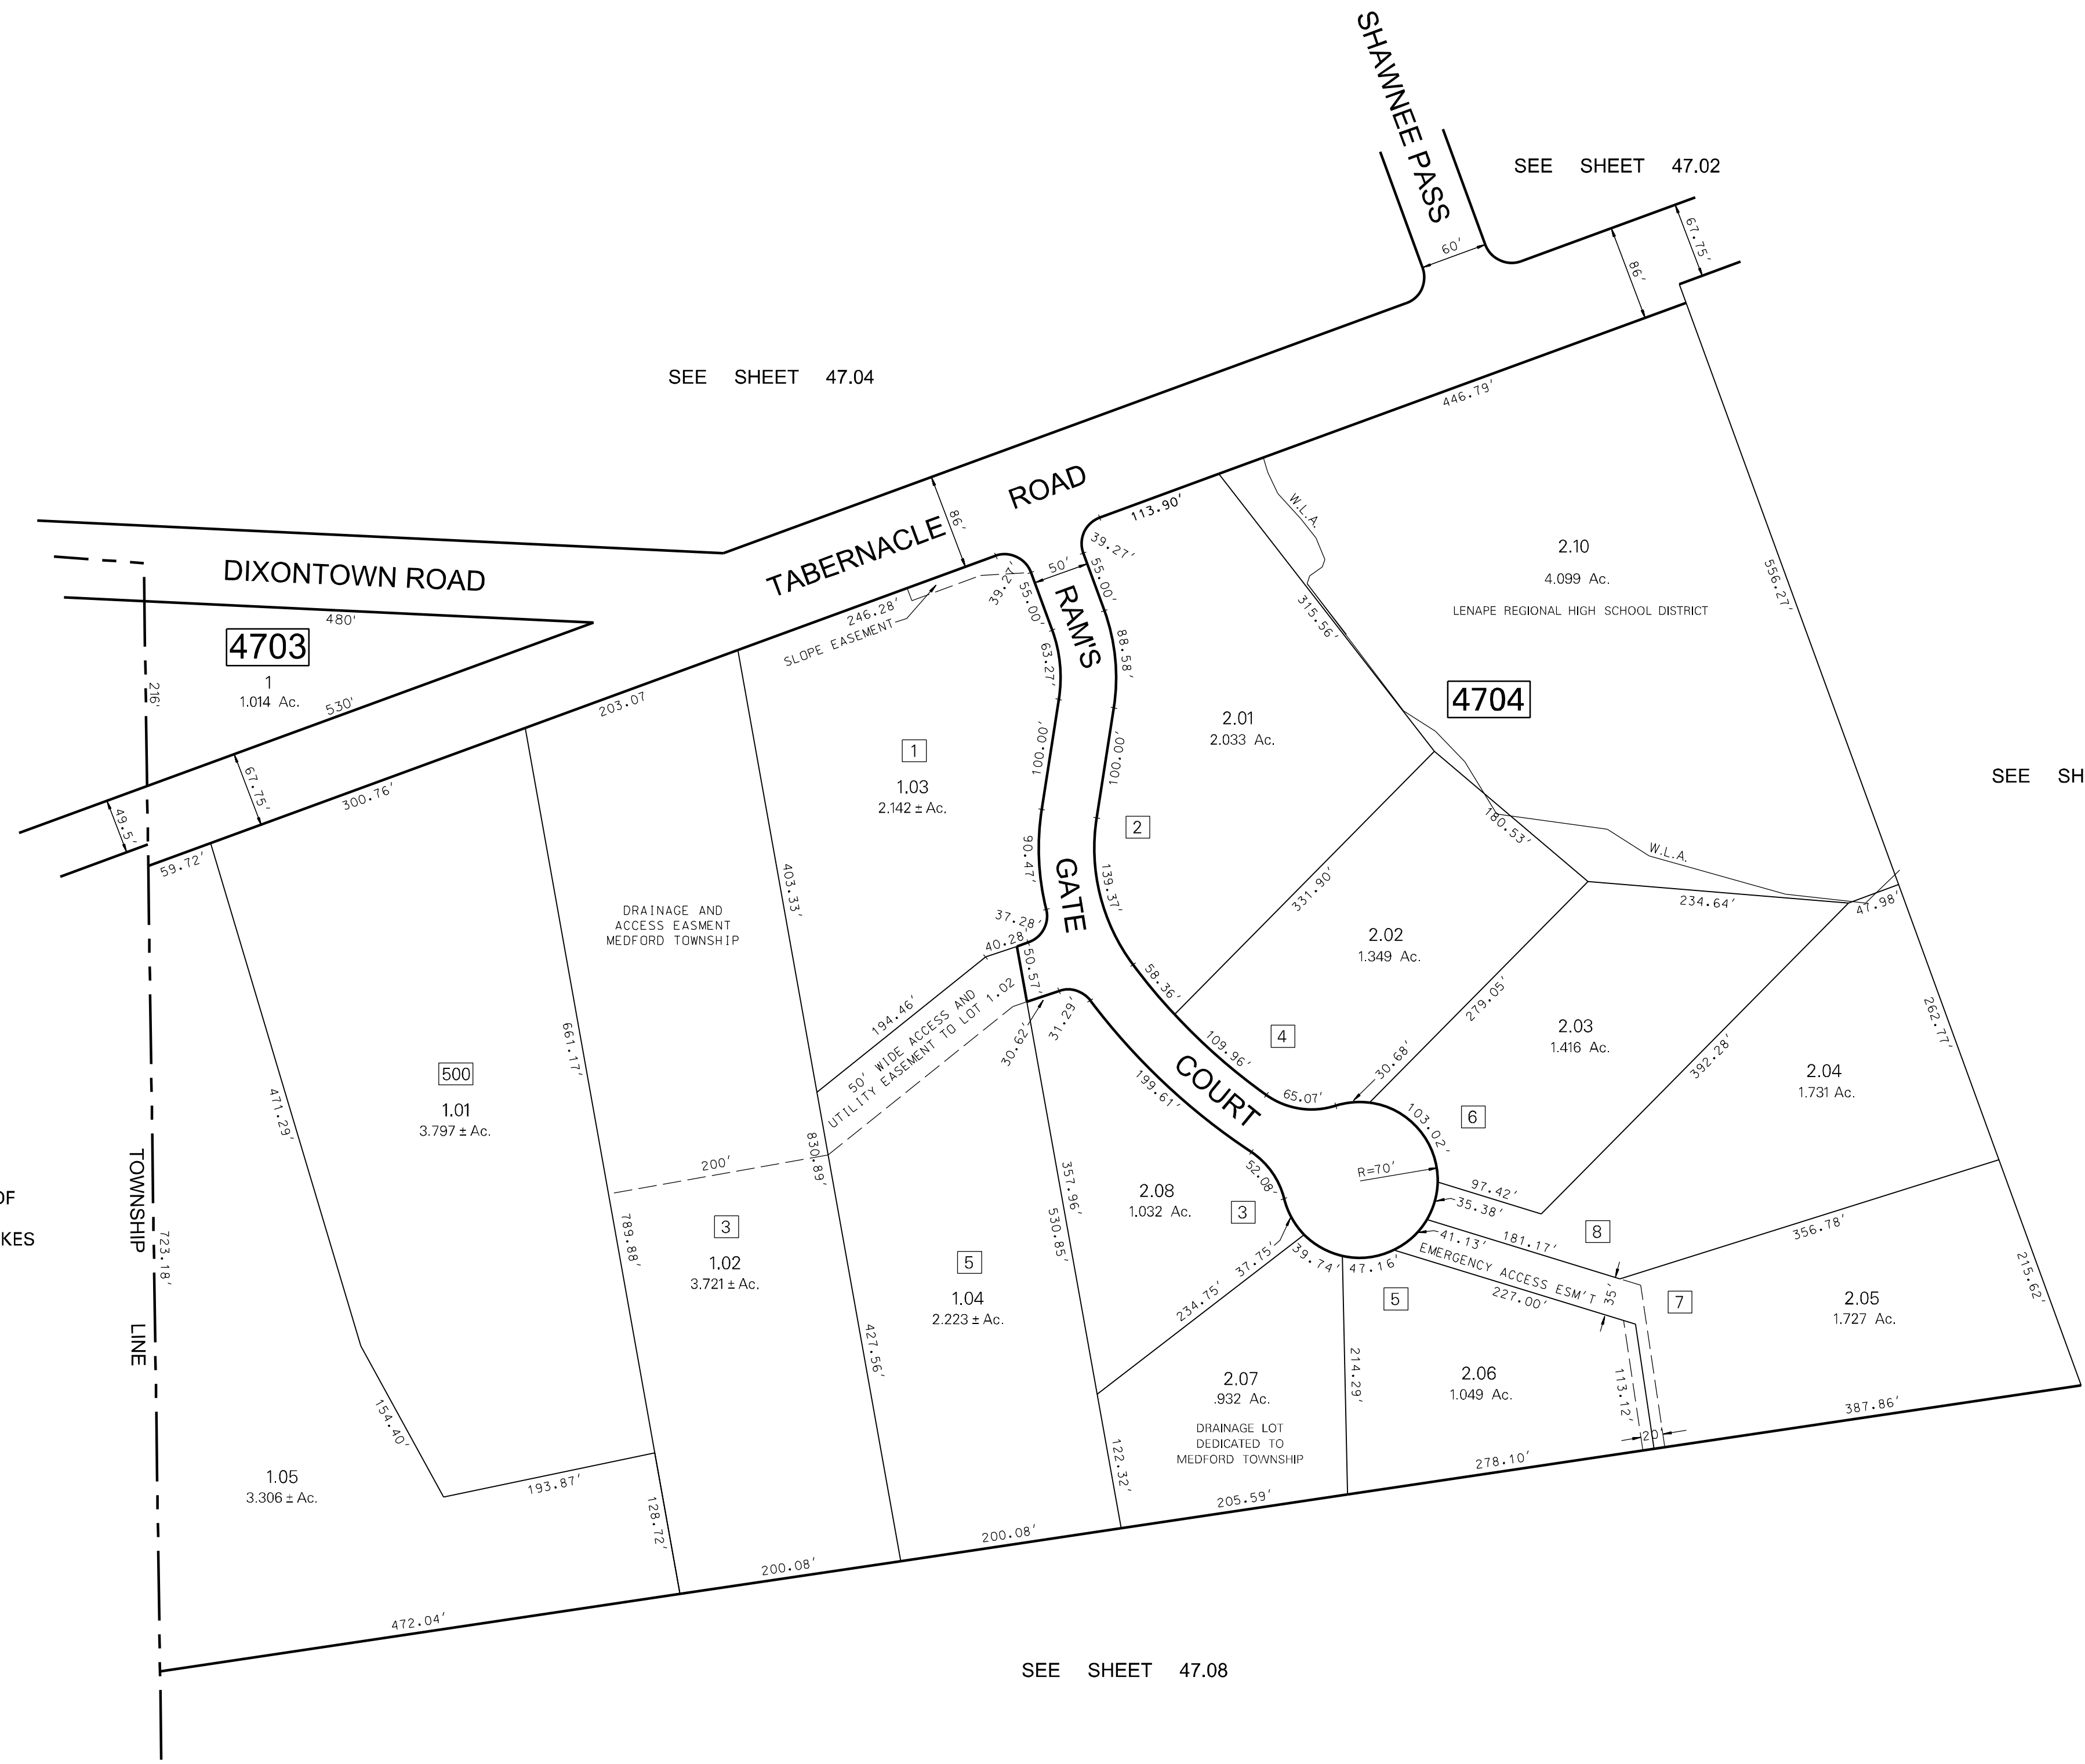 SHAWNEE PASS
SEE SHEET 47.02
60'
67.75'
86'
SEE SHEET 47.04
446.79'
TABERNACLE ROAD
86'
113.90'
39.27'
W.L.A.
2.10
4.099 Ac.
LENAPE REGIONAL HIGH SCHOOL DISTRICT
556.27'
DIXONTOWN ROAD
480'
4703
1
1.014 Ac.
216'
530'
50'
39.27'
55.00'
55.00'
246.28'
SLOPE EASEMENT
RAM'S
GATE
COURT
63.27'
88.58'
315.56'
203.07
4704
2.01
2.033 Ac.
1
1.03
2.142 ± Ac.
100.00'
100.00'
67.75'
300.76'
49.5'
59.72'
2
180.53'
W.L.A.
SEE SH
90.47'
139.37'
403.33'
331.90'
234.64'
47.98'
DRAINAGE AND
ACCESS EASMENT
MEDFORD TOWNSHIP
37.28'
40.28'
50.57'
2.02
1.349 Ac.
58.36'
279.05'
194.46'
50' WIDE ACCESS AND
UTILITY EASEMENT TO LOT 1.02
30.62'
31.29'
661.17'
471.29'
500
1.01
3.797 ± Ac.
4
109.96'
2.03
1.416 Ac.
392.28'
262.77'
2.04
1.731 Ac.
199.61'
65.07'
30.68'
103.02'
6
830.89'
200'
357.96'
52.08'
R=70'
97.42'
35.38'
TOWNSHIP LINE
723.18'
OF
KES
789.88'
3
1.02
3.721 ± Ac.
530.85'
2.08
1.032 Ac.
3
37.75'
39.74'
47.16'
41.13'
181.17'
8
EMERGENCY ACCESS ESM'T
35'
227.00'
356.78'
215.62'
5
1.04
2.223 ± Ac.
234.75'
5
7
2.05
1.727 Ac.
427.56'
214.29'
2.07
.932 Ac.
DRAINAGE LOT
DEDICATED TO
MEDFORD TOWNSHIP
2.06
1.049 Ac.
113.12'
20'
387.86'
154.40'
1.05
3.306 ± Ac.
193.87'
128.72'
122.32'
278.10'
205.59'
200.08'
200.08'
472.04'
SEE SHEET 47.08